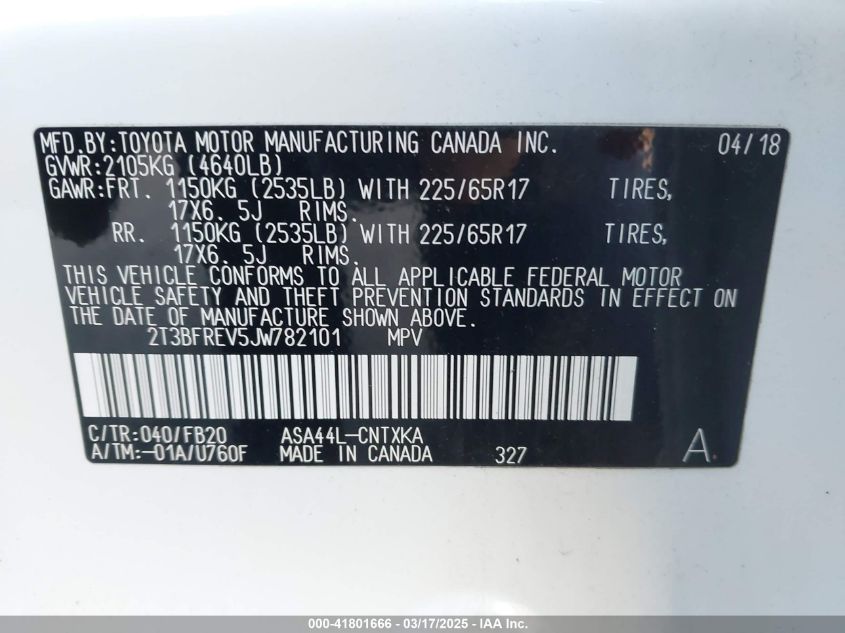 MFD.BY:TOYOTA MOTOR MANUFACTURING CANADA INC. 04/18
GVWR:2105KG (4640LB)
GAWR:FRT. 1150KG (2535LB) WITH 225/65R17 TIRES,
17X6. 5J RIMS.
RR. 1150KG (2535LB) WITH 225/65R17 TIRES,
17X6. 5J RIMS.
THIS VEHICLE CONFORMS TO ALL APPLICABLE FEDERAL MOTOR
VEHICLE SAFETY AND THEFT PREVENTION STANDARDS IN EFFECT ON
THE DATE OF MANUFACTURE SHOWN ABOVE.
2T3BFREV5JW782101 MPV
C/TR:040/FB20 ASA44L-CNTXKA
A/TM:-01A/U760F MADE IN CANADA 327 A.
000-41801666 - 03/17/2025 - IAA Inc.